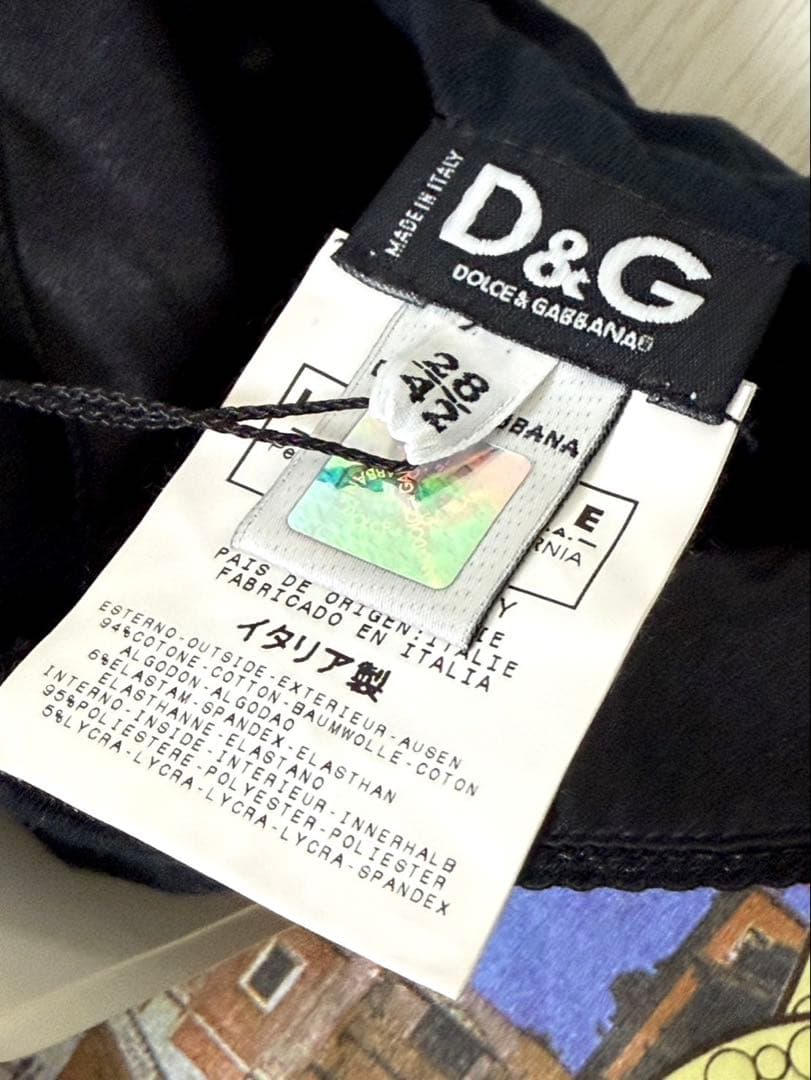 MADE IN ITALY
D&G
DOLCE & GABBANA®
42
28
BBANA
E
RNIA
Y
PAIS DE ORIGEN:ITALIE
FABRICADO EN ITALIA
イタリア製
ESTERNO-OUTSIDE-EXTERIEUR-AUSEN
94%COTONE-COTTON-BAUMWOLLE-COTON
ALGODON-ALGODAO
6%ELASTAM-SPANDEX-ELASTHAN
ELASTHANNE-ELASTANO
INTERNO-INSIDE-INTERIEUR-INNERHALB
95%POLIESTERE-POLYESTER-POLIESTER
5%LYCRA-LYCRA-LYCRA-LYCRA-SPANDEX